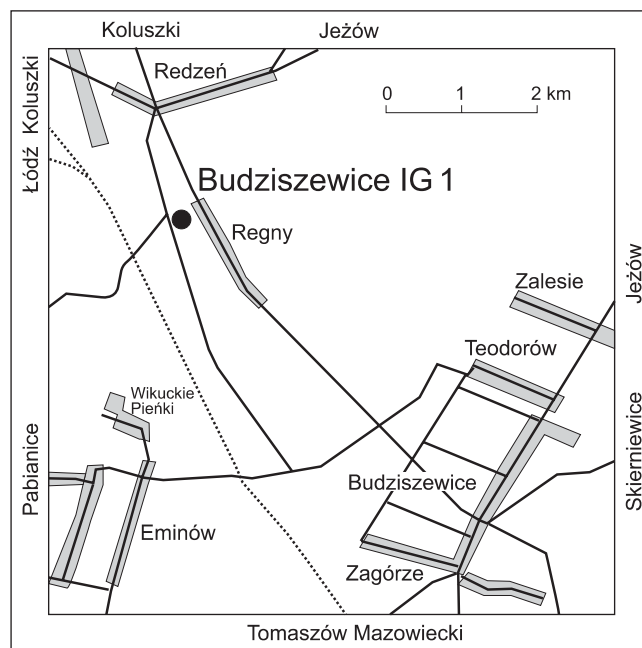 Koluszki
Jeżów
Redzeń
0 1 2 km
Koluszki
Łódź
Budziszewice IG 1
Regny
Jeżów
Zalesie
Teodorów
Wikuckie
Pieńki
Pabianice
Budziszewice
Skierniewice
Eminów
Zagórze
Tomaszów Mazowiecki